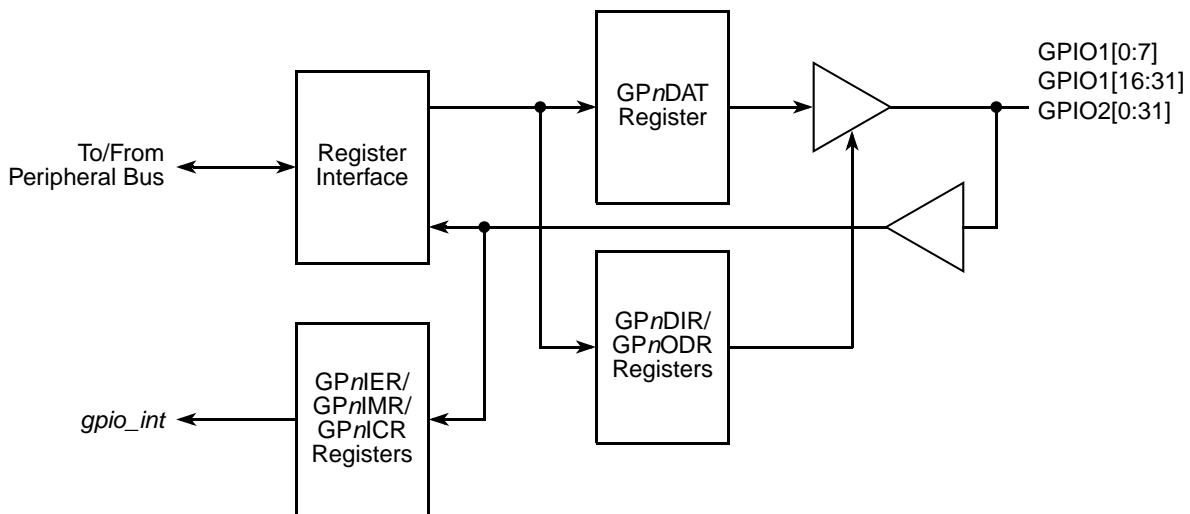 To/From
Peripheral Bus
Register
Interface
GPnDAT
Register
GPIO1[0:7]
GPIO1[16:31]
GPIO2[0:31]
GPnDIR/
GPnODR
Registers
gpio_int
GPnIER/
GPnIMR/
GPnICR
Registers